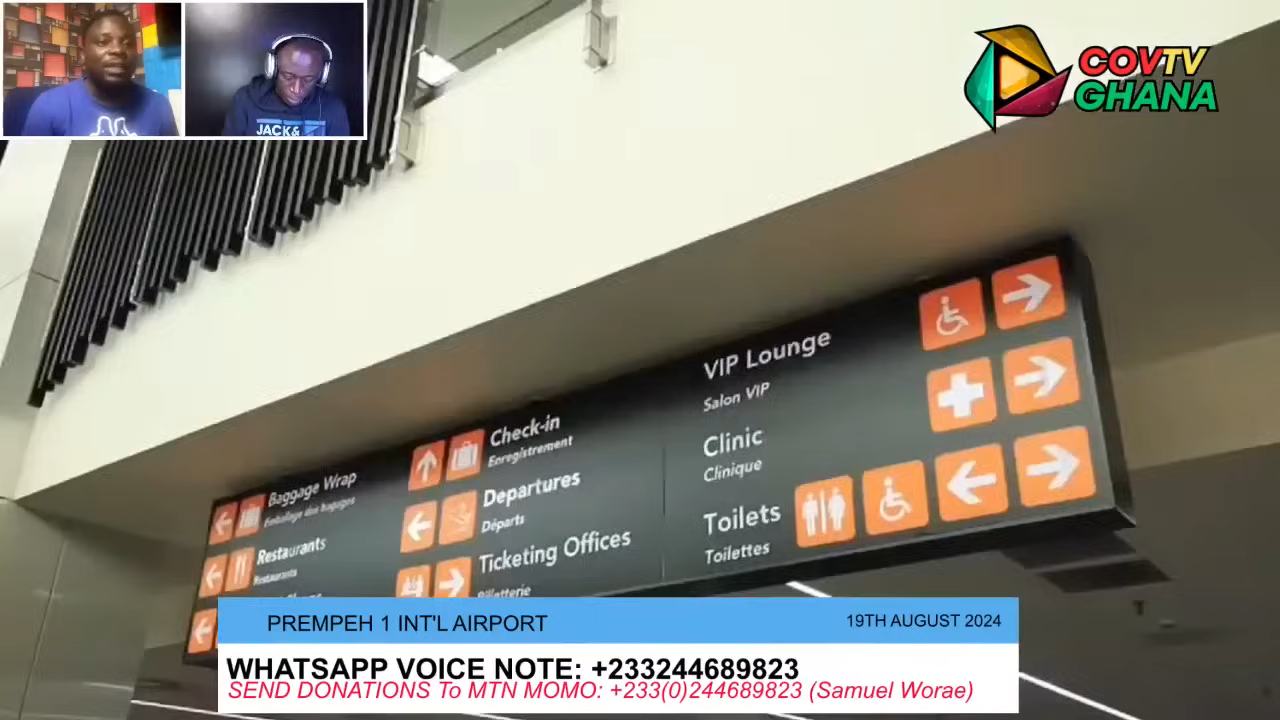 JACK&
COVTV
GHANA
Baggage Wrap
Emballage des bagages
Restaurants
Restaurants
Check-in
Enregistrement
Departures
Départs
Ticketing Offices
Billetterie
VIP Lounge
Salon VIP
Clinic
Clinique
Toilets
Toilettes
PREMPEH 1 INT'L AIRPORT
19TH AUGUST 2024
WHATSAPP VOICE NOTE: +233244689823
SEND DONATIONS To MTN MOMO: +233(0)244689823 (Samuel Worae)